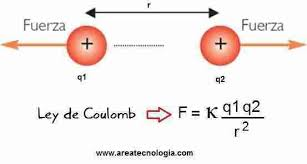 r
Fuerza
Fuerza
+
+
q1
q2
Ley de Coulomb F = K q1 q2 / r²
www.areatecnologia.com